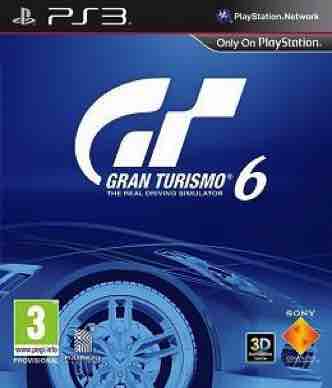 PS3
PlayStation®Network
Only On PlayStation®
GT
GRAN TURISMO® 6
THE REAL DRIVING SIMULATOR
3
www.pegi.info
PROVISIONAL
POLYPHONY
3D
SONY